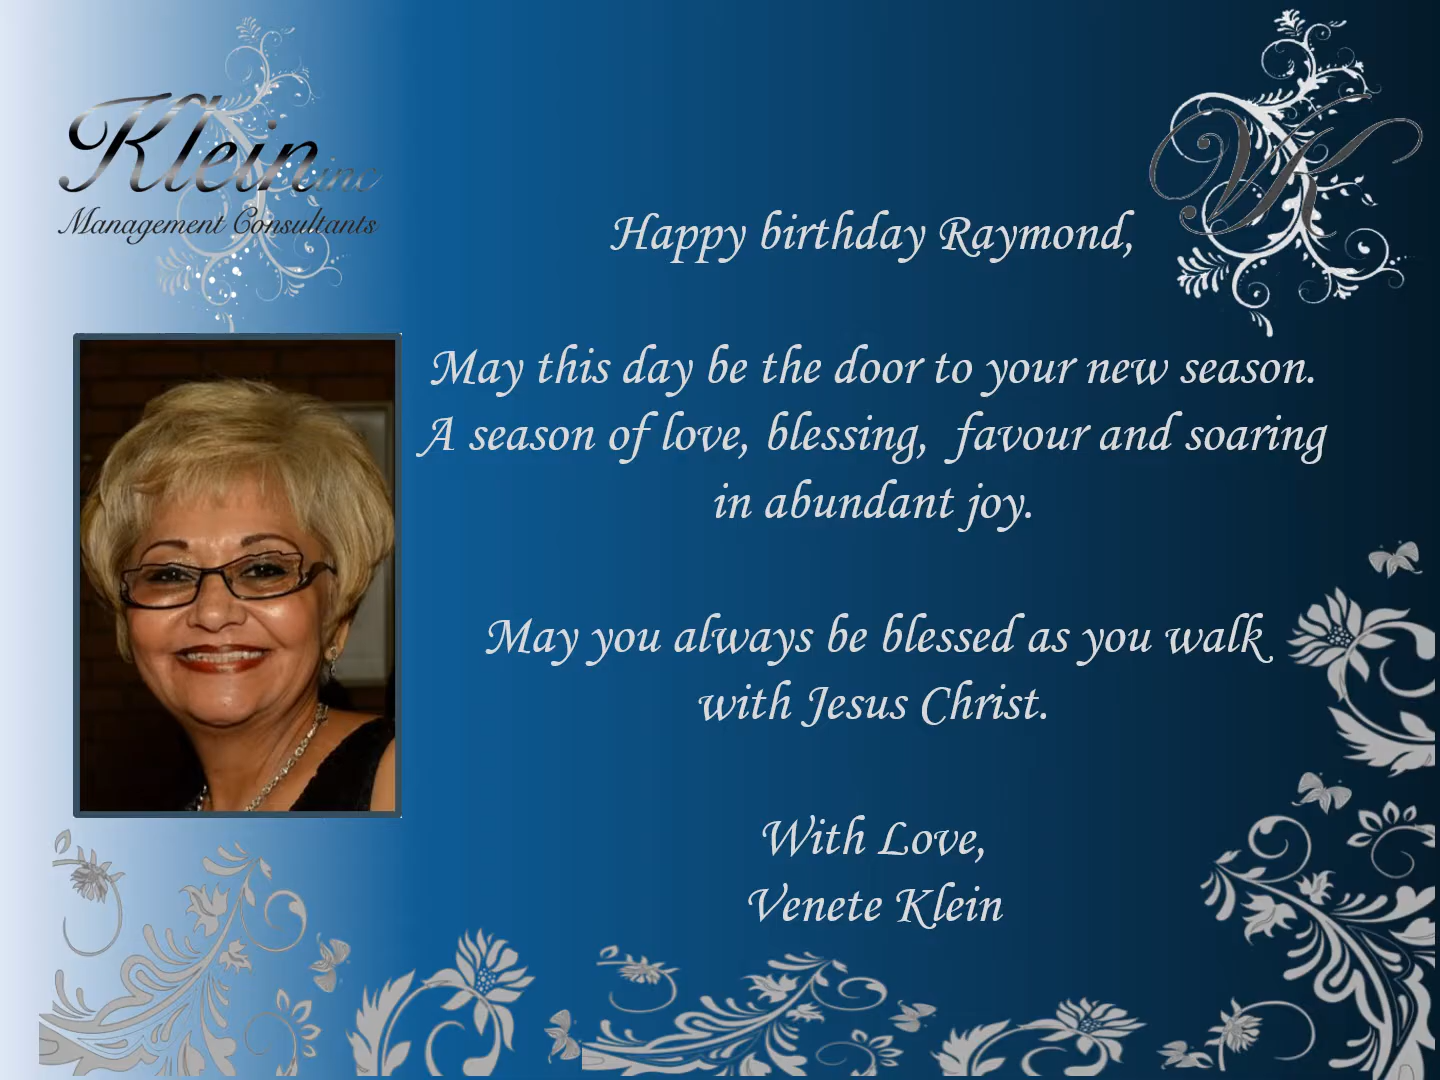 Klein inc
Management Consultants
VK
Happy birthday Raymond,
May this day be the door to your new season.
A season of love, blessing, favour and soaring
in abundant joy.
May you always be blessed as you walk
with Jesus Christ.
With Love,
Venete Klein